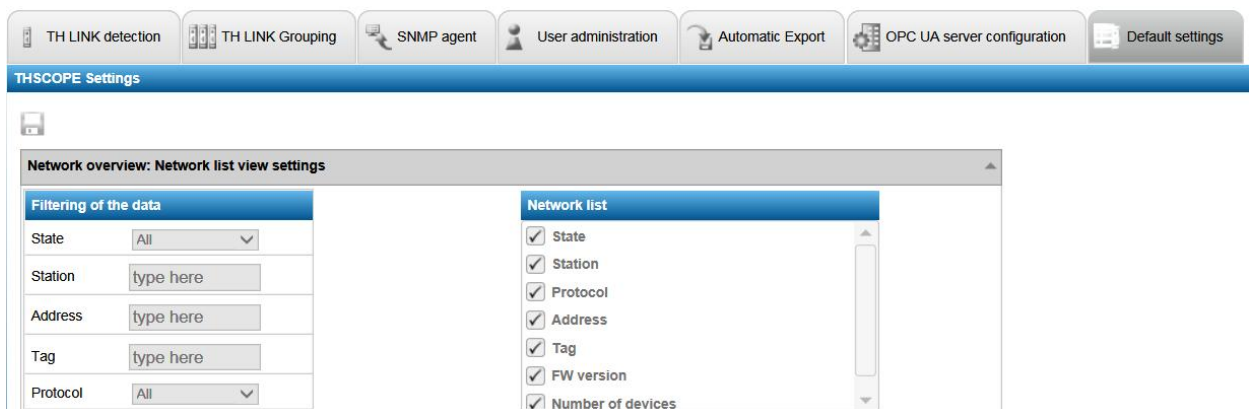 TH LINK detection TH LINK Grouping SNMP agent User administration Automatic Export OPC UA server configuration Default settings
THSCOPE Settings
Network overview: Network list view settings
Filtering of the data
State All
Station type here
Address type here
Tag type here
Protocol All
Network list
State
Station
Protocol
Address
Tag
FW version
Number of devices